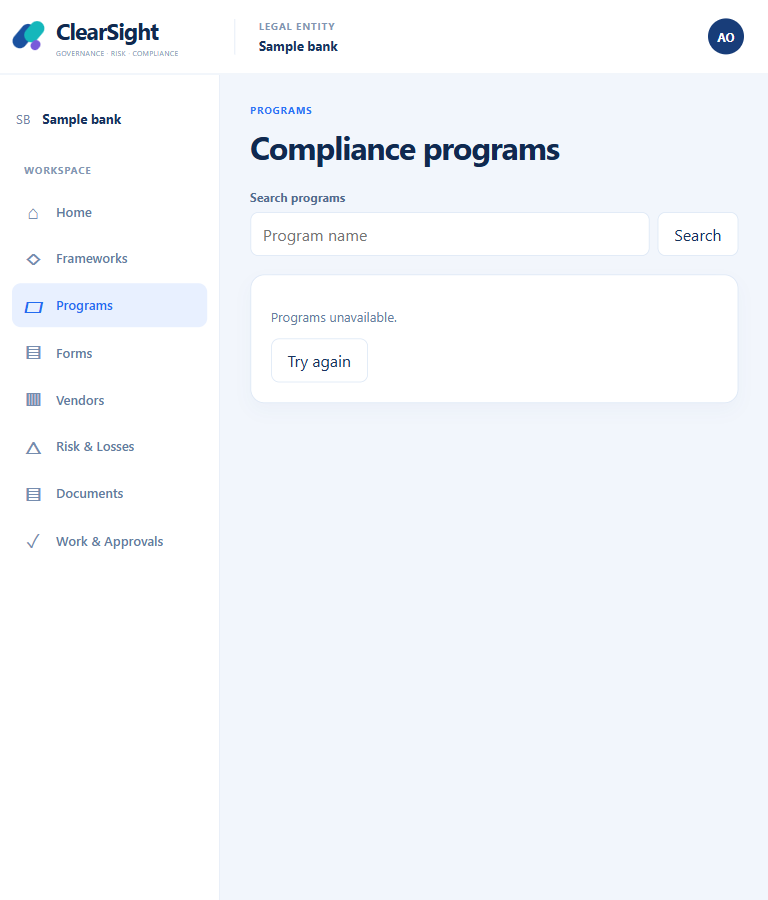 ClearSight
GOVERNANCE · RISK · COMPLIANCE
LEGAL ENTITY
Sample bank
AO
SB Sample bank
WORKSPACE
Home
Frameworks
Programs
Forms
Vendors
Risk & Losses
Documents
Work & Approvals
PROGRAMS
Compliance programs
Search programs
Program name
Search
Programs unavailable.
Try again